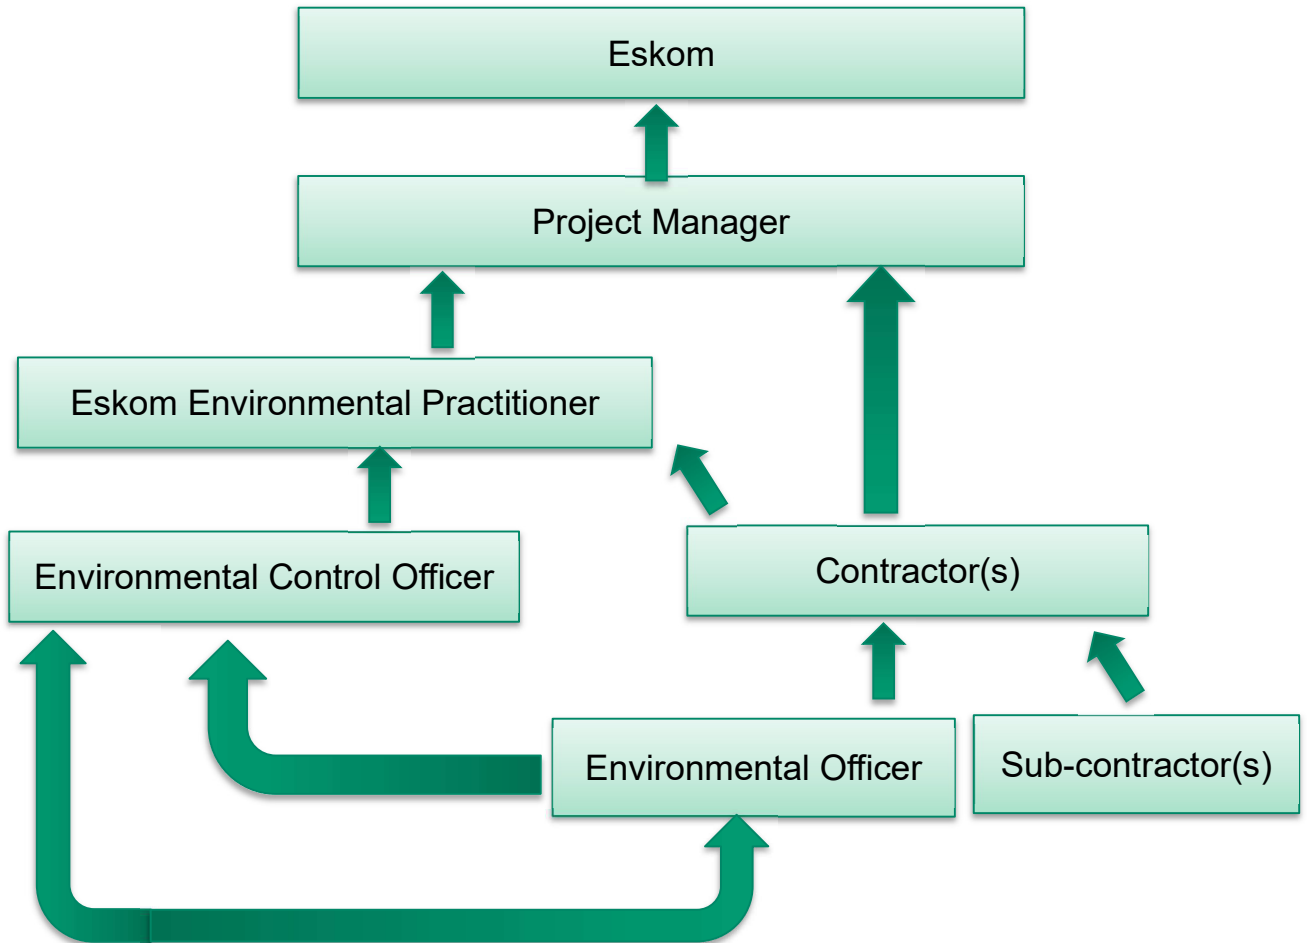 Eskom
Project Manager
Eskom Environmental Practitioner
Environmental Control Officer
Contractor(s)
Environmental Officer
Sub-contractor(s)